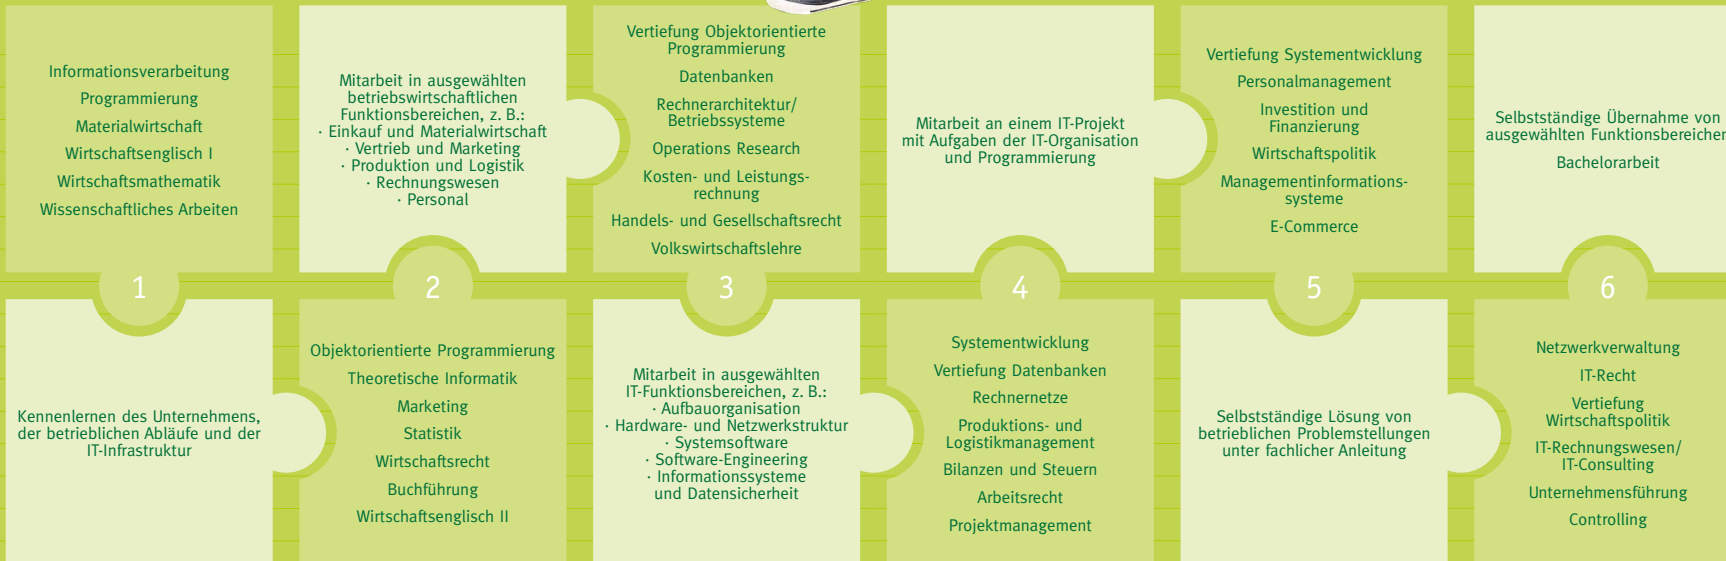 Informationsverarbeitung
Programmierung
Materialwirtschaft
Wirtschaftsenglisch I
Wirtschaftsmathematik
Wissenschaftliches Arbeiten
Mitarbeit in ausgewählten
betriebswirtschaftlichen
Funktionsbereichen, z. B.:
· Einkauf und Materialwirtschaft
· Vertrieb und Marketing
· Produktion und Logistik
· Rechnungswesen
· Personal
Vertiefung Objektorientierte
Programmierung
Datenbanken
Rechnerarchitektur/
Betriebssysteme
Operations Research
Kosten- und Leistungs-
rechnung
Handels- und Gesellschaftsrecht
Volkswirtschaftslehre
Mitarbeit an einem IT-Projekt
mit Aufgaben der IT-Organisation
und Programmierung
Vertiefung Systementwicklung
Personalmanagement
Investition und
Finanzierung
Wirtschaftspolitik
Managementinformations-
systeme
E-Commerce
Selbstständige Übernahme von
ausgewählten Funktionsbereichen
Bachelorarbeit
1
2
3
4
5
6
Kennenlernen des Unternehmens,
der betrieblichen Abläufe und der
IT-Infrastruktur
Objektorientierte Programmierung
Theoretische Informatik
Marketing
Statistik
Wirtschaftsrecht
Buchführung
Wirtschaftsenglisch II
Mitarbeit in ausgewählten
IT-Funktionsbereichen, z. B.:
· Aufbauorganisation
· Hardware- und Netzwerkstruktur
· Systemsoftware
· Software-Engineering
· Informationssysteme
und Datensicherheit
Systementwicklung
Vertiefung Datenbanken
Rechnernetze
Produktions- und
Logistikmanagement
Bilanzen und Steuern
Arbeitsrecht
Projektmanagement
Selbstständige Lösung von
betrieblichen Problemstellungen
unter fachlicher Anleitung
Netzwerkverwaltung
IT-Recht
Vertiefung
Wirtschaftspolitik
IT-Rechnungswesen/
IT-Consulting
Unternehmensführung
Controlling